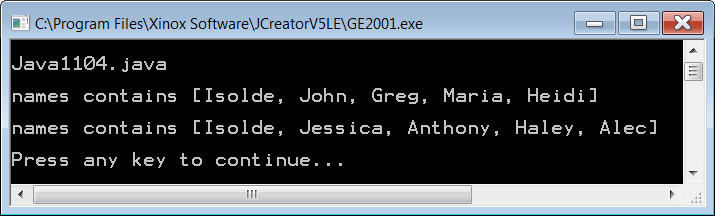 C:\Program Files\Xinox Software\JCreatorV5LE\GE2001.exe
Java1104.java
names contains [Isolde, John, Greg, Maria, Heidi]
names contains [Isolde, Jessica, Anthony, Haley, Alec]
Press any key to continue...